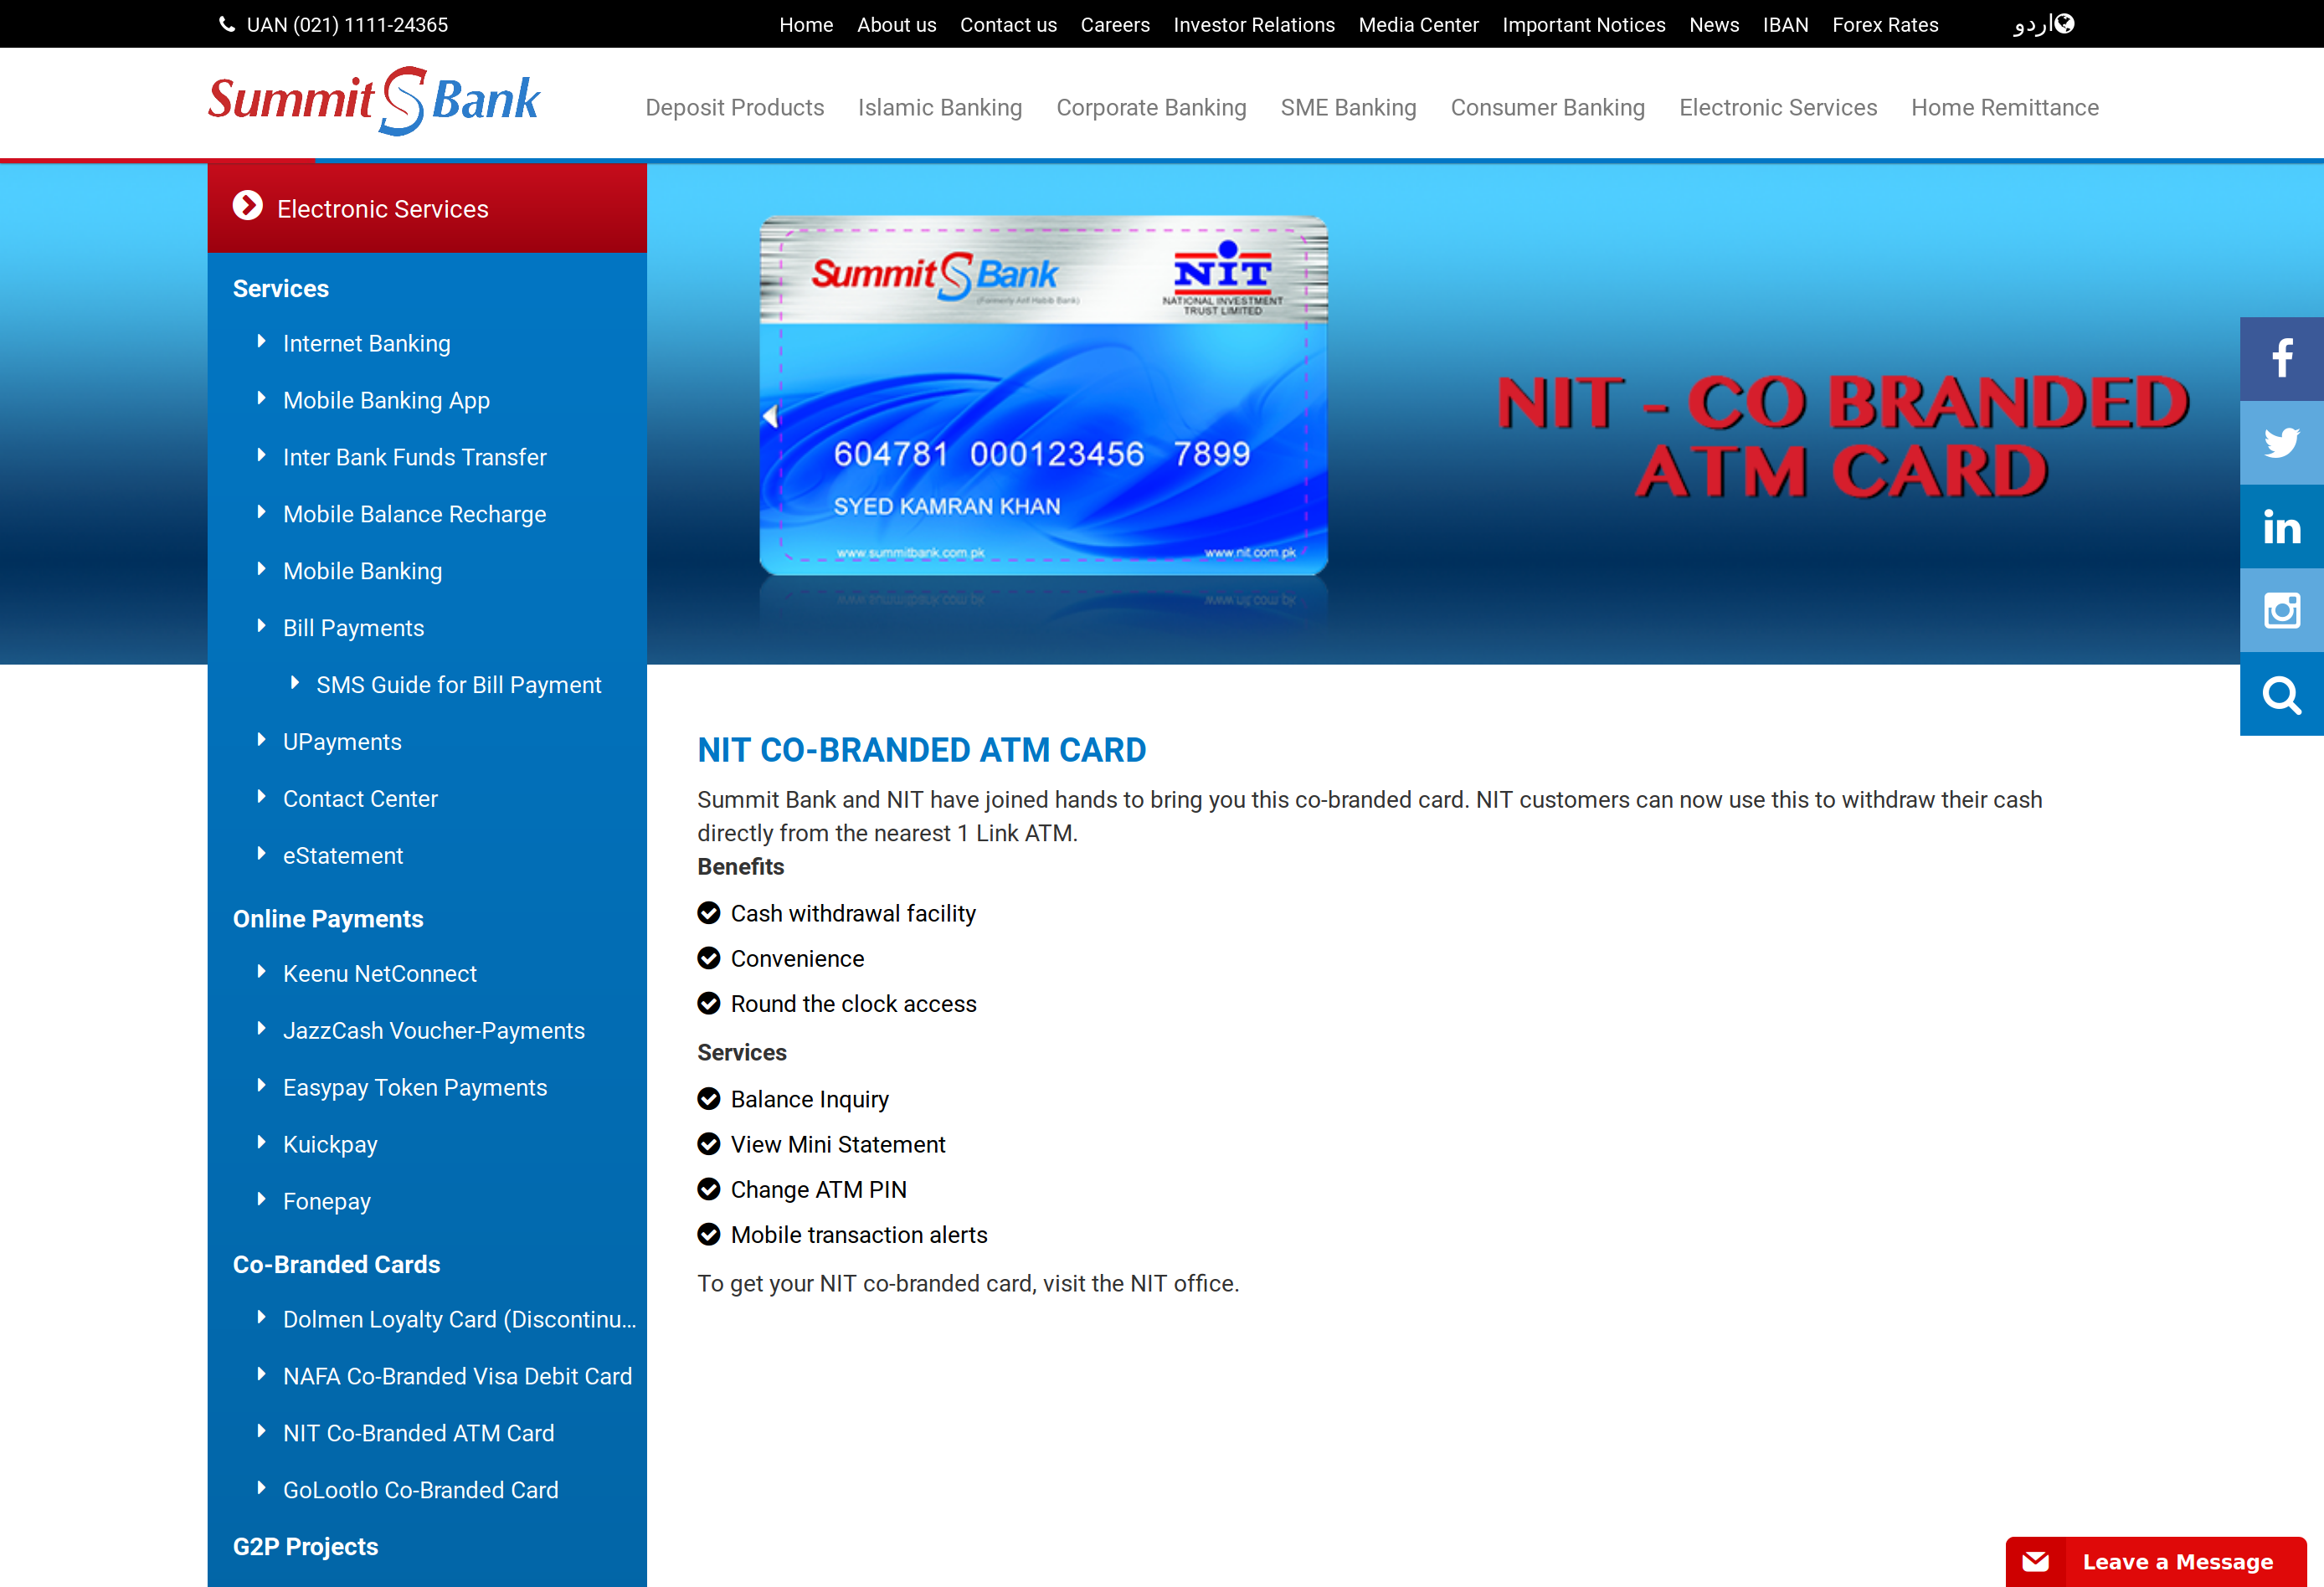 UAN (021) 1111-24365
Home About us Contact us Careers Investor Relations Media Center Important Notices News IBAN Forex Rates اردو
Summit S Bank
Deposit Products Islamic Banking Corporate Banking SME Banking Consumer Banking Electronic Services Home Remittance
Electronic Services
Services
Internet Banking
Mobile Banking App
Inter Bank Funds Transfer
Mobile Balance Recharge
Mobile Banking
Bill Payments
SMS Guide for Bill Payment
UPayments
Contact Center
eStatement
Online Payments
Keenu NetConnect
JazzCash Voucher-Payments
Easypay Token Payments
Kuickpay
Fonepay
Co-Branded Cards
Dolmen Loyalty Card (Discontinu...
NAFA Co-Branded Visa Debit Card
NIT Co-Branded ATM Card
GoLootlo Co-Branded Card
G2P Projects
Summit S Bank
(Formerly Arif Habib Bank)
NIT
NATIONAL INVESTMENT
TRUST LIMITED
604781 000123456 7899
SYED KAMRAN KHAN
www.summitbank.com.pk www.nit.com.pk
NIT - CO BRANDED
ATM CARD
NIT CO-BRANDED ATM CARD
Summit Bank and NIT have joined hands to bring you this co-branded card. NIT customers can now use this to withdraw their cash
directly from the nearest 1 Link ATM.
Benefits
Cash withdrawal facility
Convenience
Round the clock access
Services
Balance Inquiry
View Mini Statement
Change ATM PIN
Mobile transaction alerts
To get your NIT co-branded card, visit the NIT office.
Leave a Message